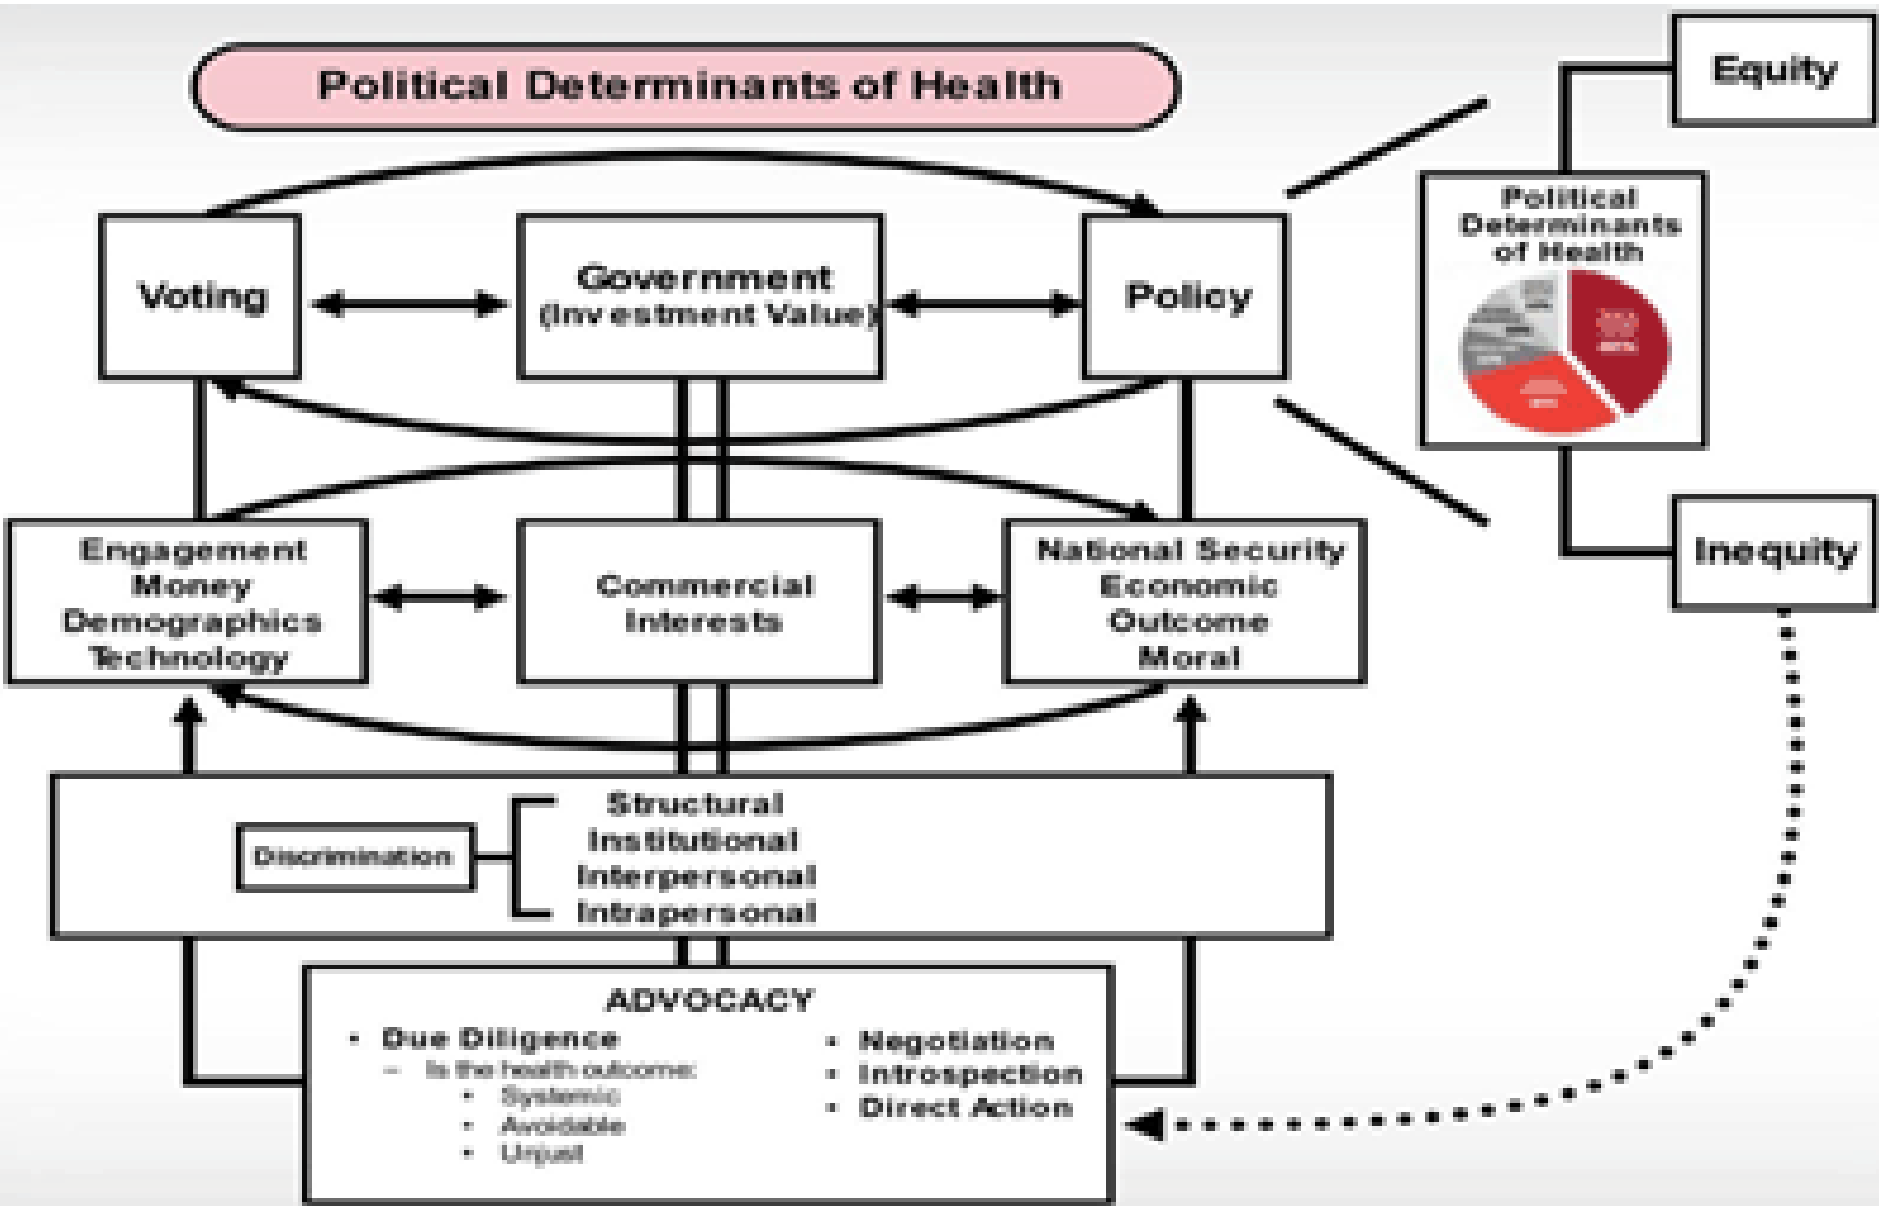 Political Determinants of Health
Equity
Political
Determinants
of Health
Voting
Government
(Investment Value)
Policy
Engagement
Money
Demographics
Technology
Commercial
Interests
National Security
Economic
Outcome
Moral
Inequity
Discrimination
Structural
Institutional
Interpersonal
Intrapersonal
ADVOCACY
• Due Diligence
– Is the health outcome:
• Systemic
• Avoidable
• Unjust
• Negotiation
• Introspection
• Direct Action